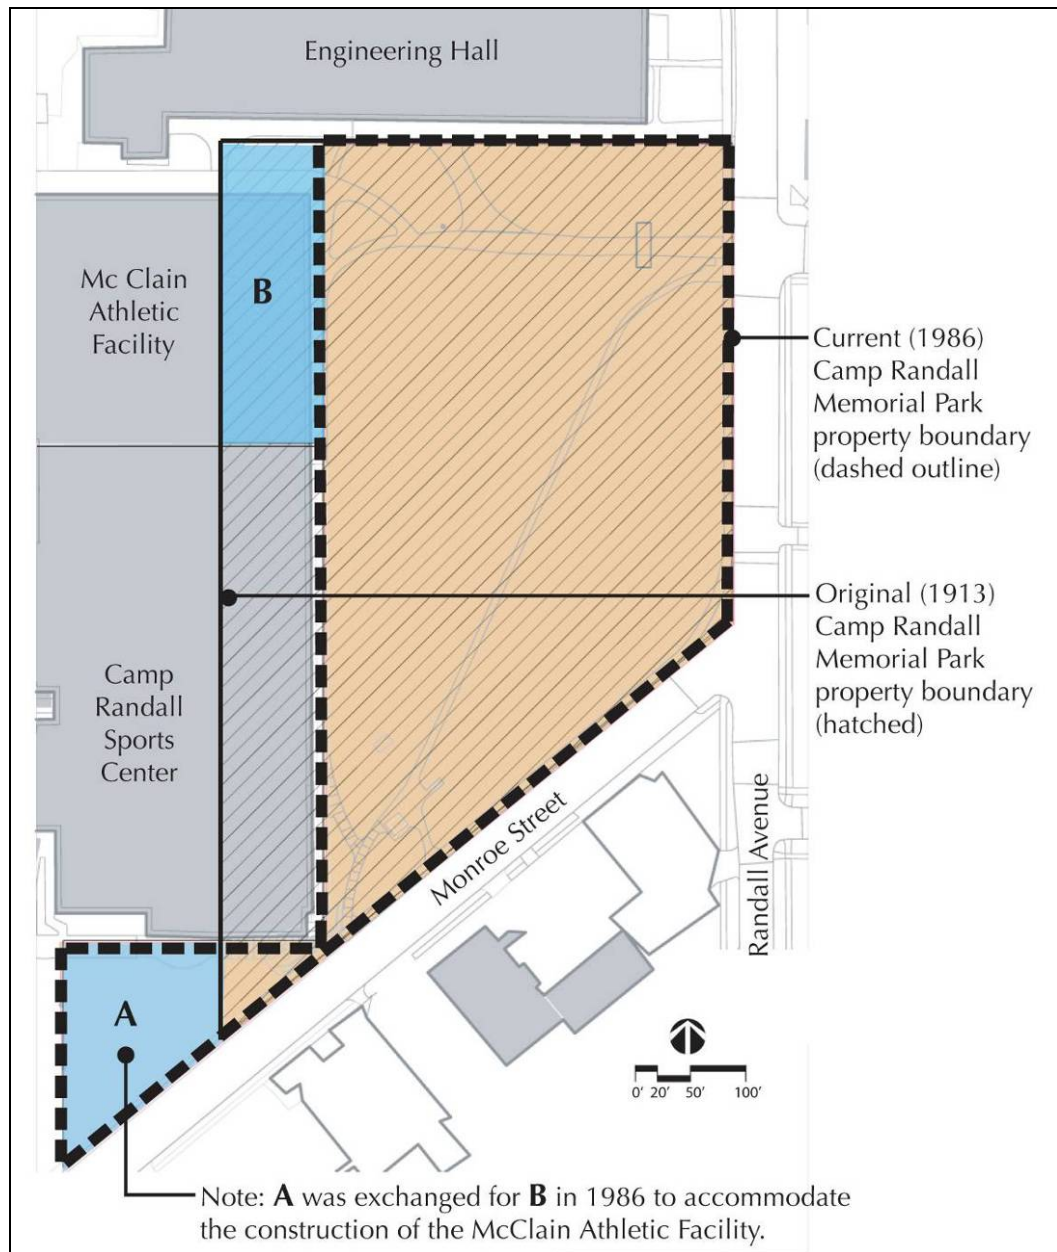 Engineering Hall
Mc Clain
Athletic
Facility
B
Current (1986)
Camp Randall
Memorial Park
property boundary
(dashed outline)
Original (1913)
Camp Randall
Memorial Park
property boundary
(hatched)
Camp
Randall
Sports
Center
Monroe Street
Randall Avenue
A
0' 20' 50' 100'
Note: A was exchanged for B in 1986 to accommodate
the construction of the McClain Athletic Facility.